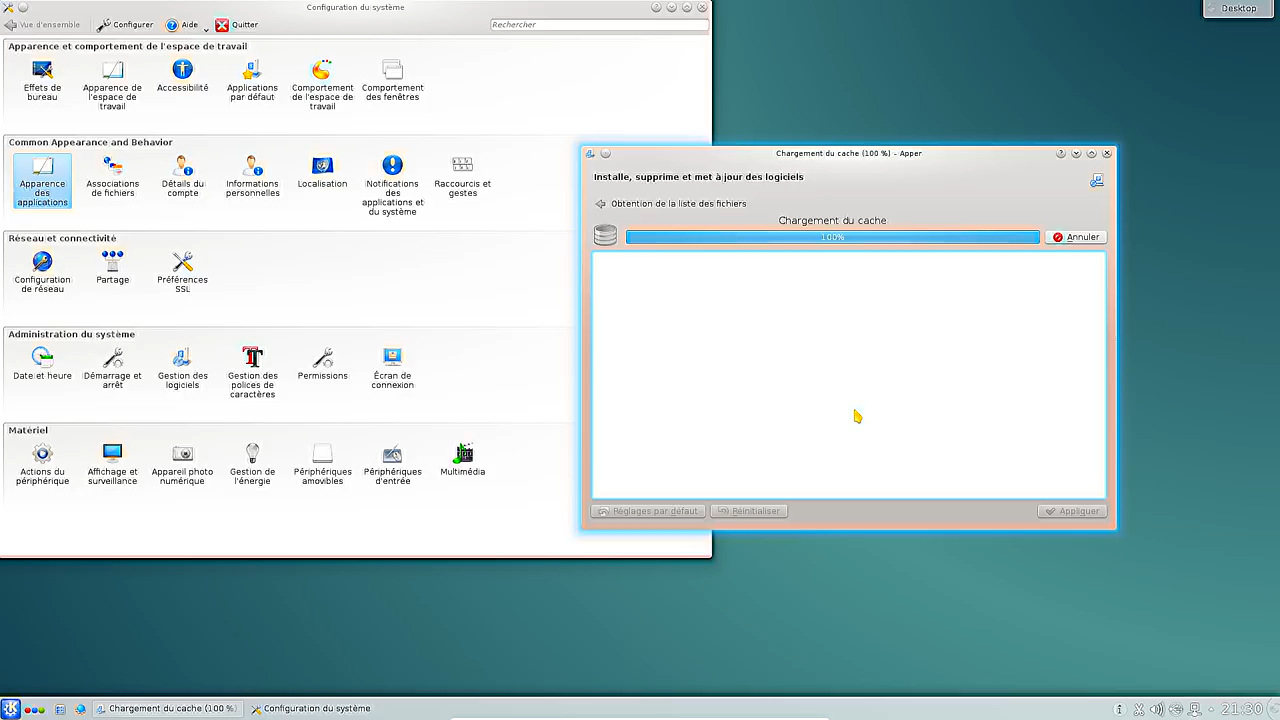 Configuration du système
Vue d'ensemble
Configurer
Aide
Quitter
Rechercher
Apparence et comportement de l'espace de travail
Effets de
bureau
Apparence de
l'espace de
travail
Accessibilité
Applications
par défaut
Comportement
de l'espace de
travail
Comportement
des fenêtres
Common Appearance and Behavior
Apparence
des
applications
Associations
de fichiers
Détails du
compte
Informations
personnelles
Localisation
Notifications
des
applications et
du système
Raccourcis et
gestes
Réseau et connectivité
Configuration
de réseau
Partage
Préférences
SSL
Administration du système
Date et heure
Démarrage et
arrêt
Gestion des
logiciels
Gestion des
polices de
caractères
Permissions
Écran de
connexion
Matériel
Actions du
périphérique
Affichage et
surveillance
Appareil photo
numérique
Gestion de
l'énergie
Périphériques
amovibles
Périphériques
d'entrée
Multimédia
Desktop
Chargement du cache (100 %) – Apper
Installe, supprime et met à jour des logiciels
Obtention de la liste des fichiers
Chargement du cache
100%
Annuler
Réglages par défaut
Réinitialiser
Appliquer
Chargement du cache (100 %)
Configuration du système
21:30